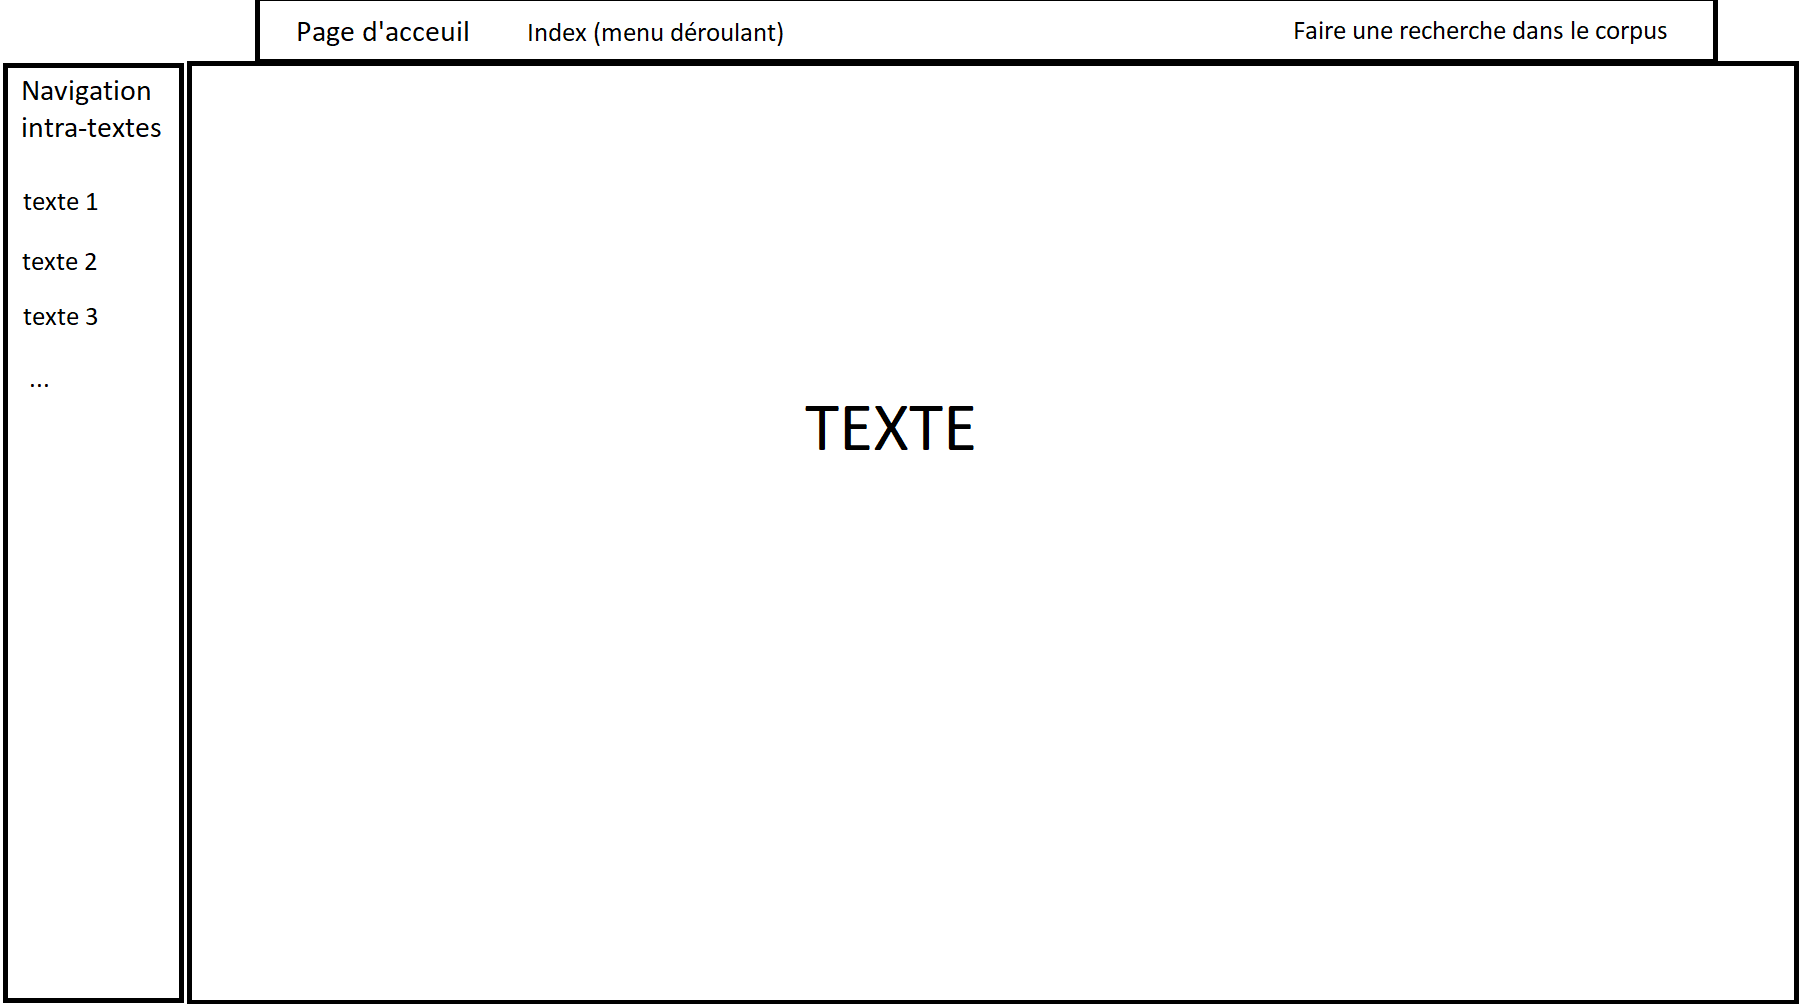 Page d'acceuil
Index (menu déroulant)
Faire une recherche dans le corpus
Navigation
intra-textes
texte 1
texte 2
texte 3
...
TEXTE